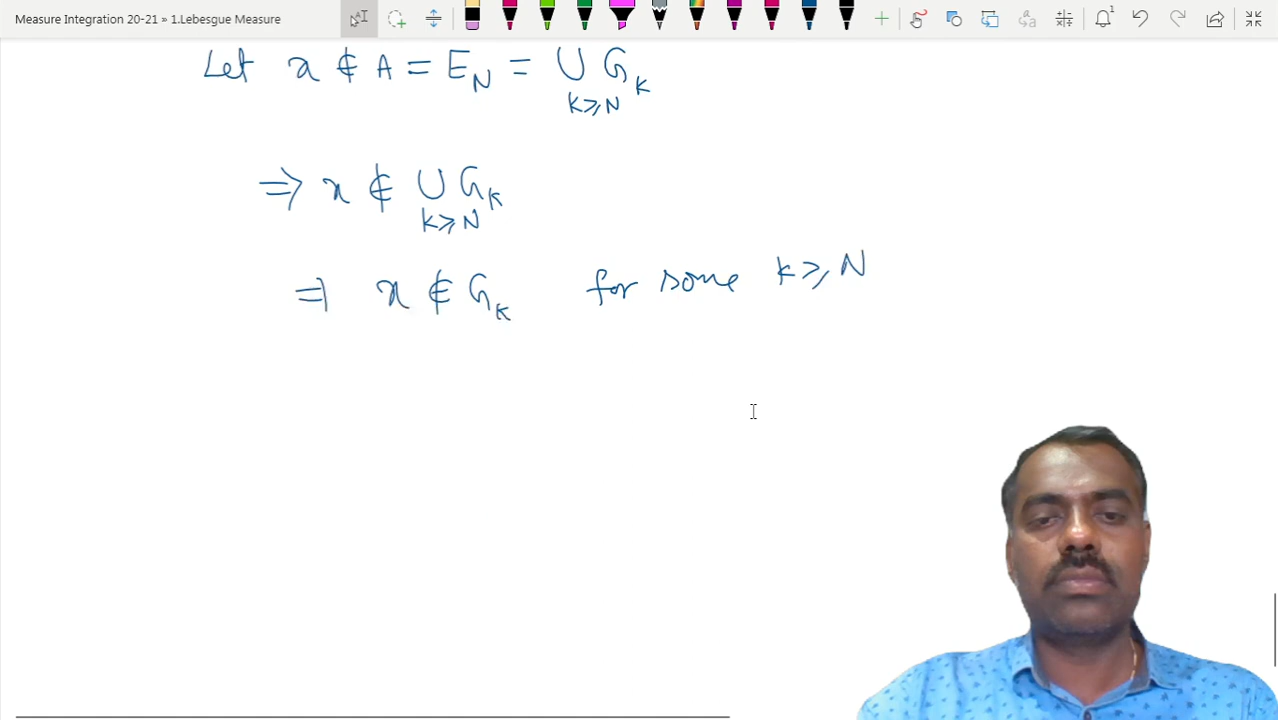 Measure Integration 20-21 » 1.Lebesgue Measure
Let x ∉ A = E_N = ∪_{k≥N} G_k
⇒ x ∉ ∪_{k≥N} G_k
⇒ x ∉ G_k for some k ≥ N